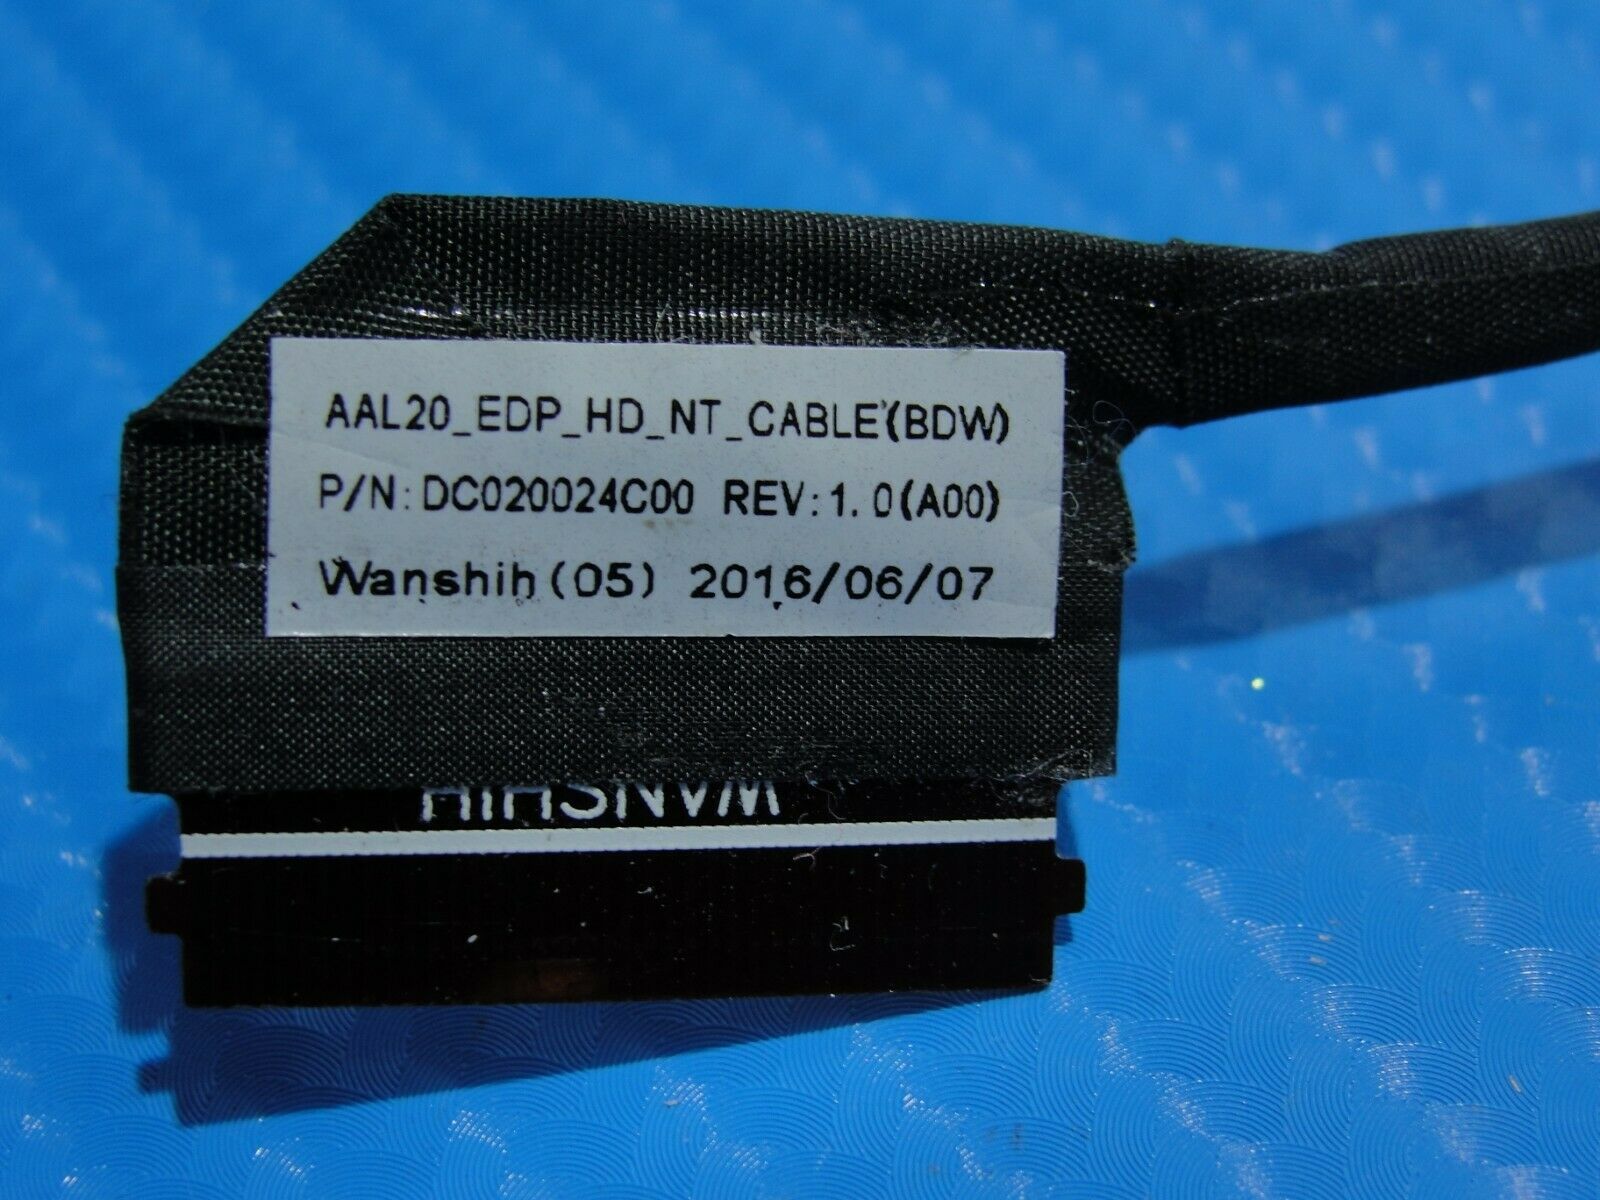 AAL20_EDP_HD_NT_CABLE(BDW)
P/N:DC020024C00 REV:1.0(A00)
Wanshih(05) 2016/06/07
WANSHIH